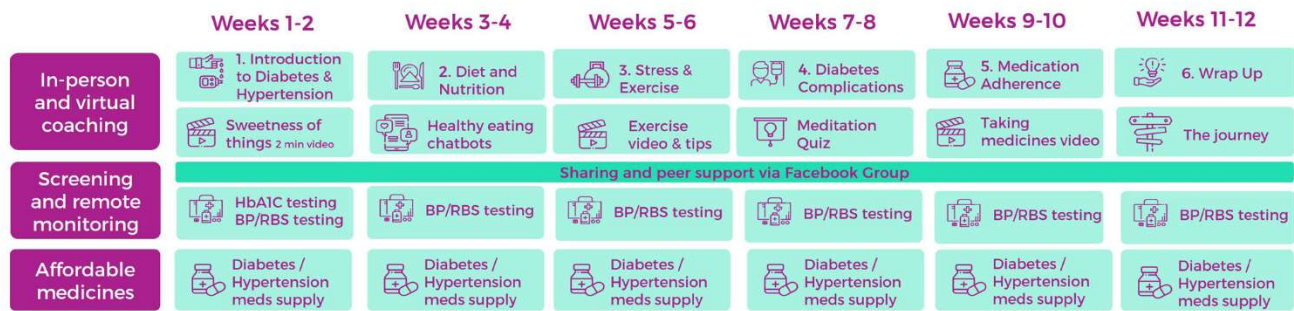 Weeks 1-2
Weeks 3-4
Weeks 5-6
Weeks 7-8
Weeks 9-10
Weeks 11-12
In-person
and virtual
coaching
1. Introduction
to Diabetes &
Hypertension
2. Diet and
Nutrition
3. Stress &
Exercise
4. Diabetes
Complications
5. Medication
Adherence
6. Wrap Up
Sweetness of
things 2 min video
Healthy eating
chatbots
Exercise
video & tips
Meditation
Quiz
Taking
medicines video
The journey
Sharing and peer support via Facebook Group
Screening
and remote
monitoring
HbA1C testing
BP/RBS testing
BP/RBS testing
BP/RBS testing
BP/RBS testing
BP/RBS testing
BP/RBS testing
Affordable
medicines
Diabetes /
Hypertension
meds supply
Diabetes /
Hypertension
meds supply
Diabetes /
Hypertension
meds supply
Diabetes /
Hypertension
meds supply
Diabetes /
Hypertension
meds supply
Diabetes /
Hypertension
meds supply